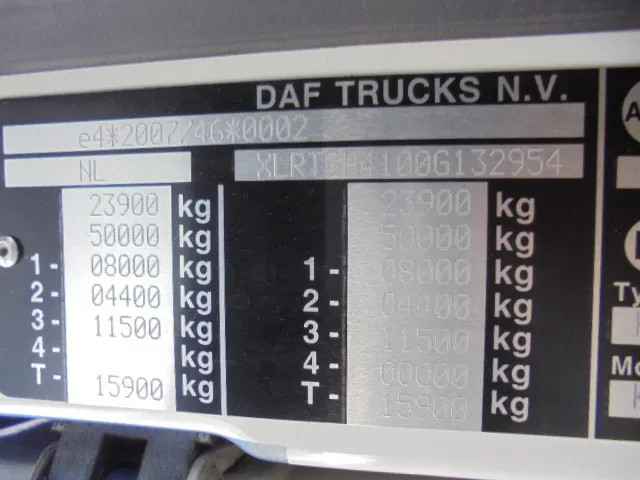 DAF TRUCKS N.V.
e4*2007/46*0002
NL
23900 kg 23900 kg
50000 kg 50000 kg
1- 08000 kg 1- 08000 kg
2- 04400 kg 2- 04400 kg
3- 11500 kg 3- 11500 kg
4- kg 4- 00000 kg
T- 15900 kg T- 15900 kg
A
Ty
Mo